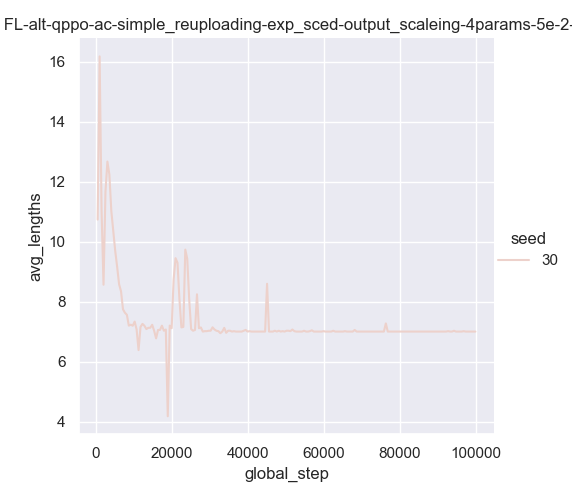 FL-alt-qppo-ac-simple_reuploading-exp_sced-output_scaleing-4params-5e-2-
16
14
12
10
8
6
4
avg_lengths
0 20000 40000 60000 80000 100000
global_step
seed
30